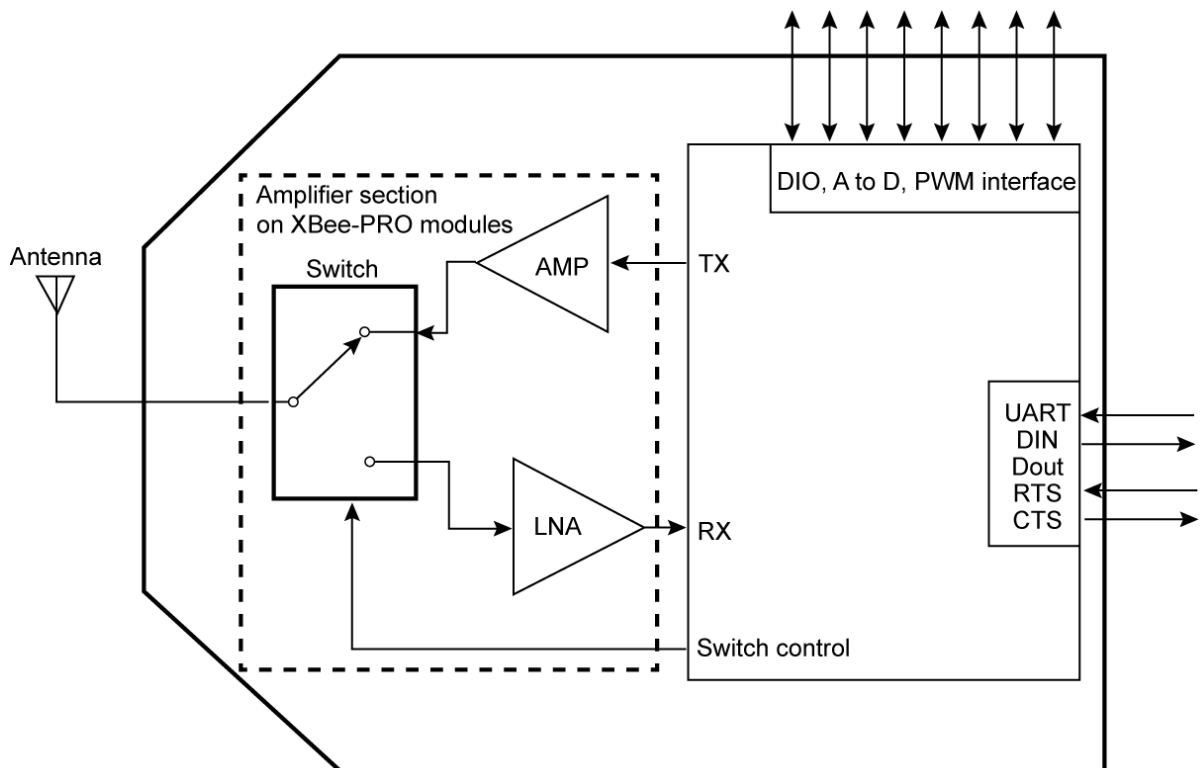 DIO, A to D, PWM interface
Amplifier section
on XBee-PRO modules
Antenna
Switch
AMP
TX
UART
DIN
Dout
RTS
CTS
LNA
RX
Switch control